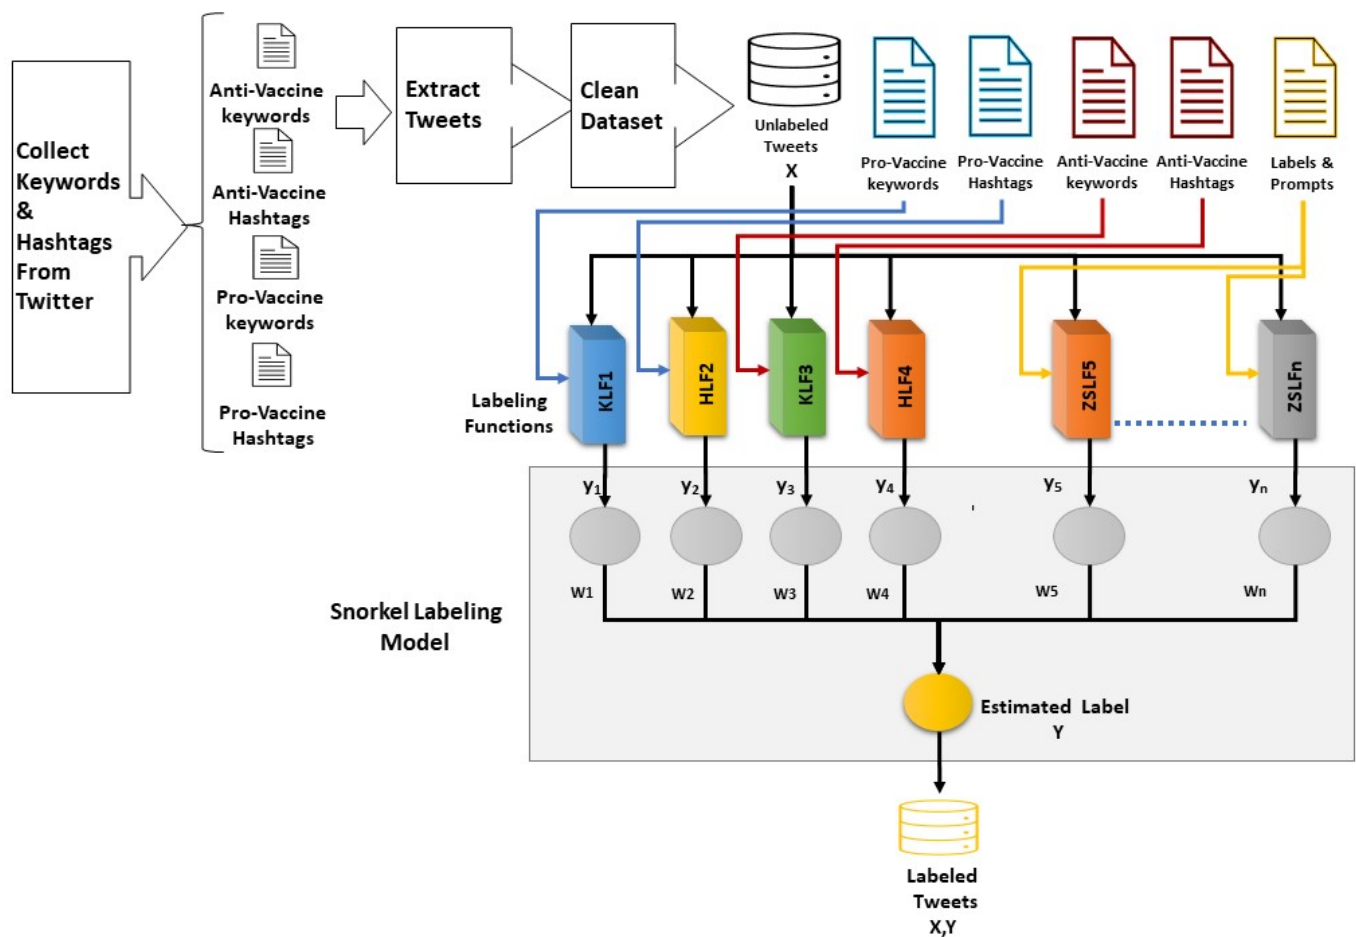 Collect
Keywords
&
Hashtags
From
Twitter
Anti-Vaccine
keywords
Anti-Vaccine
Hashtags
Pro-Vaccine
keywords
Pro-Vaccine
Hashtags
Extract
Tweets
Clean
Dataset
Unlabeled
Tweets
X
Pro-Vaccine
keywords
Pro-Vaccine
Hashtags
Anti-Vaccine
keywords
Anti-Vaccine
Hashtags
Labels &
Prompts
Labeling
Functions
KLF1
HLF2
KLF3
HLF4
ZSLF5
ZSLFn
y₁
y₂
y₃
y₄
y₅
yₙ
W1
W2
W3
W4
W5
Wn
Snorkel Labeling
Model
Estimated Label
Y
Labeled
Tweets
X,Y